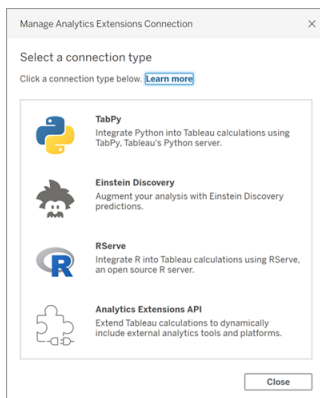 Manage Analytics Extensions Connection
Select a connection type
Click a connection type below. Learn more
TabPy
Integrate Python into Tableau calculations using
TabPy, Tableau's Python server.
Einstein Discovery
Augment your analysis with Einstein Discovery
predictions.
RServe
Integrate R into Tableau calculations using RServe,
an open source R server.
Analytics Extensions API
Extend Tableau calculations to dynamically
include external analytics tools and platforms.
Close